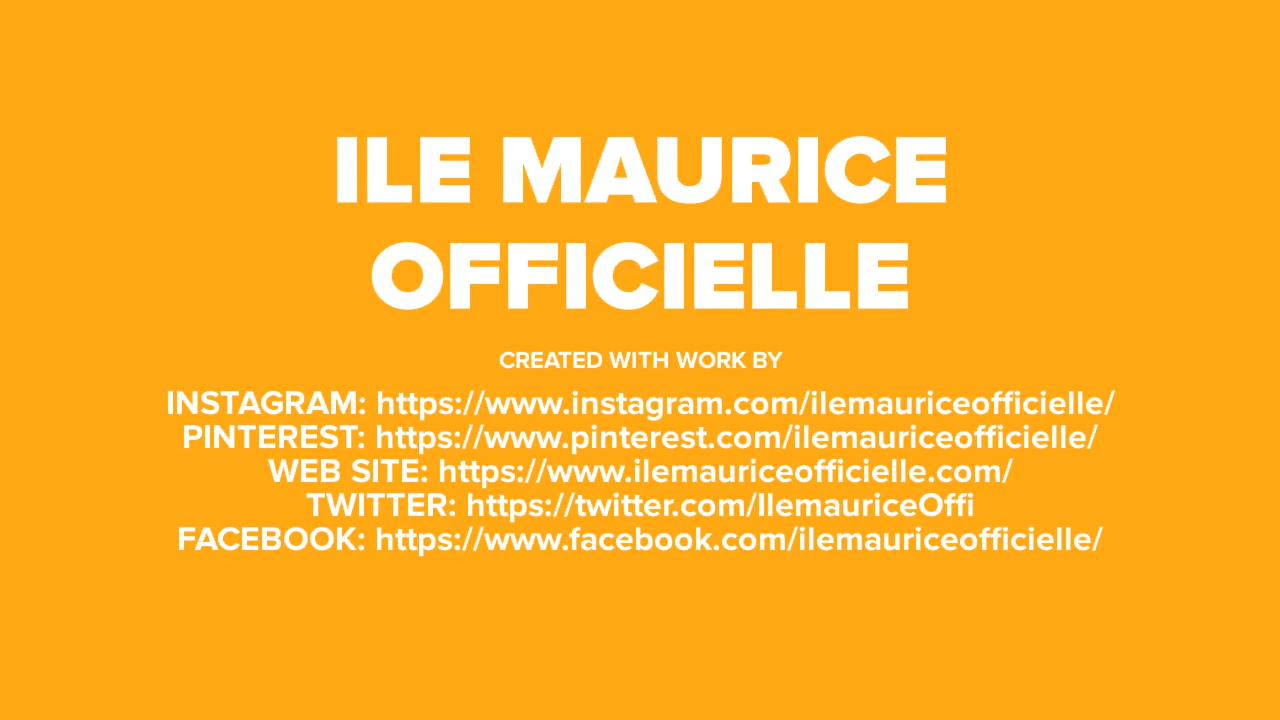 ILE MAURICE
OFFICIELLE
CREATED WITH WORK BY
INSTAGRAM: https://www.instagram.com/ilemauriceofficielle/
PINTEREST: https://www.pinterest.com/ilemauriceofficielle/
WEB SITE: https://www.ilemauriceofficielle.com/
TWITTER: https://twitter.com/IlemauriceOffi
FACEBOOK: https://www.facebook.com/ilemauriceofficielle/